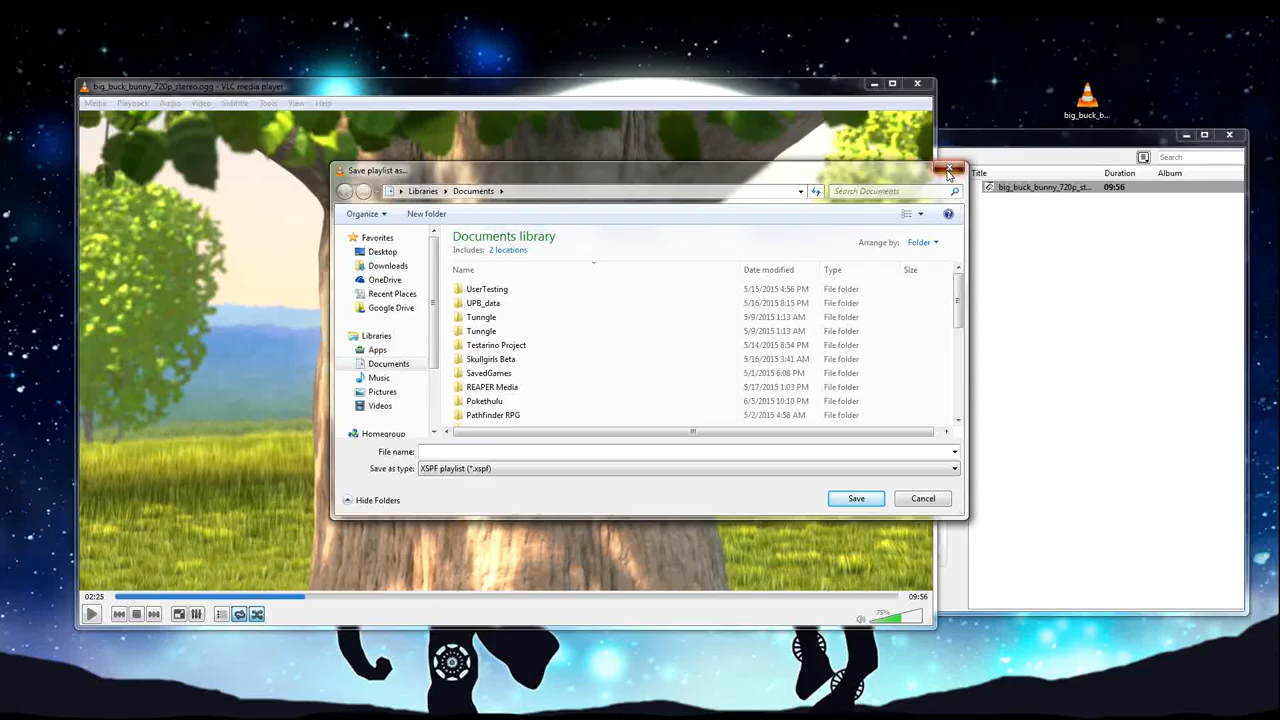 big_buck_b...
big_buck_bunny_720p_stereo.ogg - VLC media player
Media Playback Audio Video Subtitle Tools View Help
Search
Title Duration Album
big_buck_bunny_720p_st... 09:56
Save playlist as...
Libraries Documents
Search Documents
Organize New folder
Documents library
Includes: 2 locations
Arrange by: Folder
Favorites
Desktop
Downloads
OneDrive
Recent Places
Google Drive
Libraries
Apps
Documents
Music
Pictures
Videos
Homegroup
Name Date modified Type Size
UserTesting 5/15/2015 4:56 PM File folder
UPB_data 5/16/2015 8:15 PM File folder
Tunngle 5/9/2015 1:13 AM File folder
Tunngle 5/9/2015 1:13 AM File folder
Testarino Project 5/14/2015 8:54 PM File folder
Skullgirls Beta 5/16/2015 3:41 AM File folder
SavedGames 5/1/2015 6:08 PM File folder
REAPER Media 5/17/2015 1:03 PM File folder
Pokethulu 6/5/2015 10:10 PM File folder
Pathfinder RPG 5/2/2015 4:58 AM File folder
File name:
Save as type: XSPF playlist (*.xspf)
Hide Folders
Save Cancel
02:25 09:56
75%